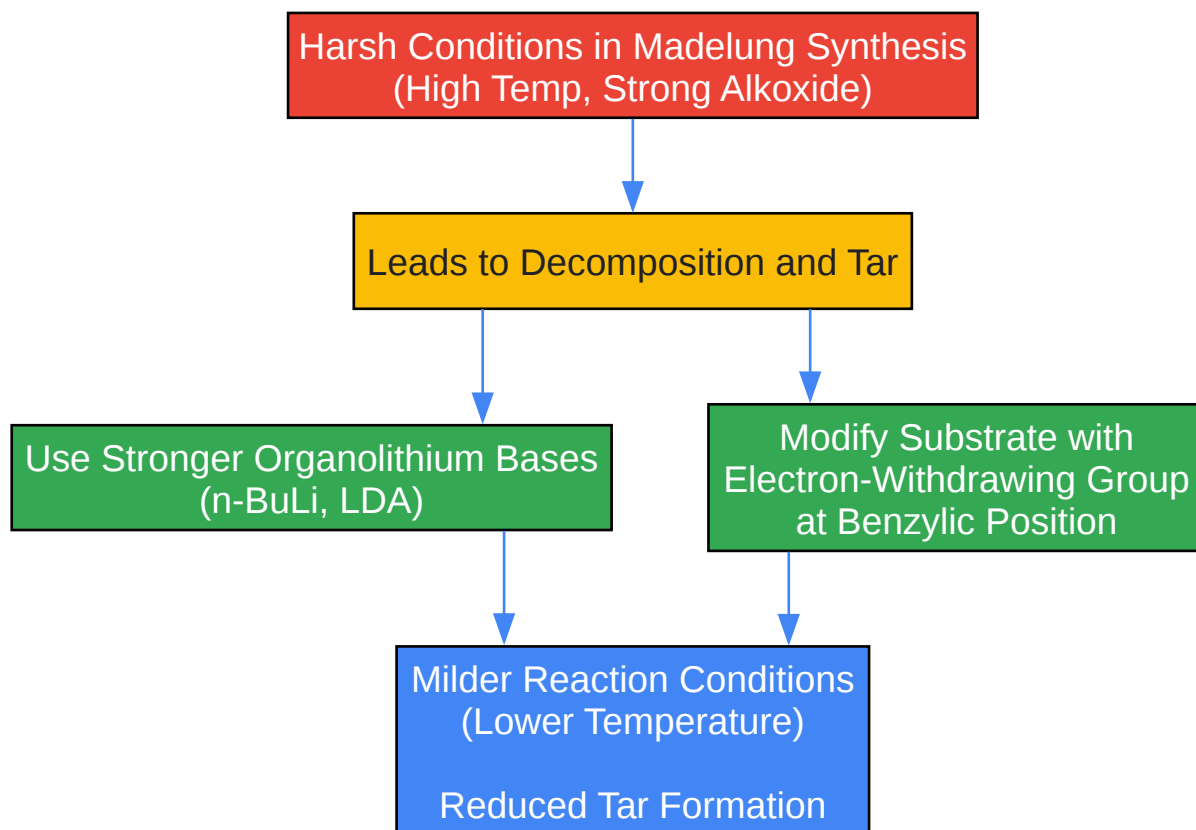 Harsh Conditions in Madelung Synthesis
(High Temp, Strong Alkoxide)
Leads to Decomposition and Tar
Use Stronger Organolithium Bases
(n-BuLi, LDA)
Modify Substrate with
Electron-Withdrawing Group
at Benzylic Position
Milder Reaction Conditions
(Lower Temperature)
Reduced Tar Formation